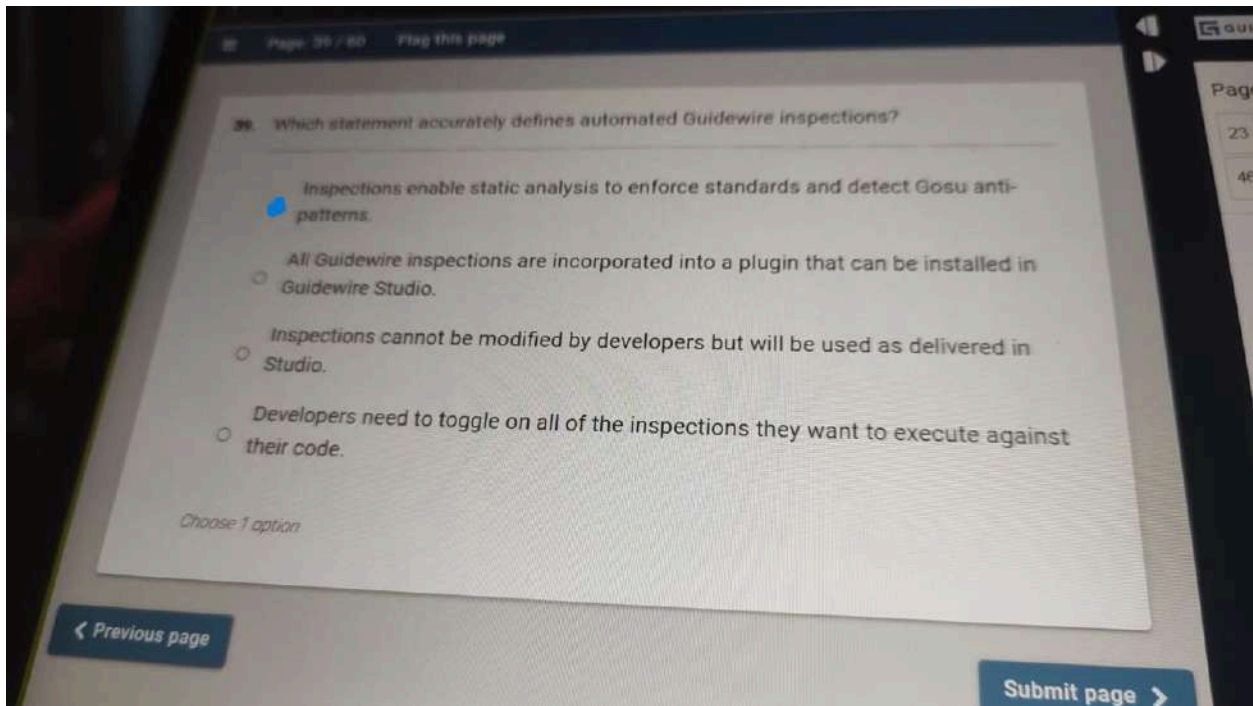 Page 39 / 60 Flag this page
GUI
Page
23
46
39. Which statement accurately defines automated Guidewire inspections?
Inspections enable static analysis to enforce standards and detect Gosu anti-
patterns.
All Guidewire inspections are incorporated into a plugin that can be installed in
Guidewire Studio.
Inspections cannot be modified by developers but will be used as delivered in
Studio.
Developers need to toggle on all of the inspections they want to execute against
their code.
Choose 1 option
Previous page
Submit page